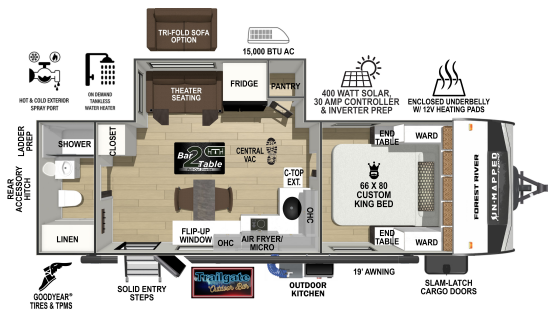 TRI-FOLD SOFA
OPTION
15,000 BTU AC
HOT & COLD EXTERIOR
SPRAY PORT
ON DEMAND
TANKLESS
WATER HEATER
THEATER
SEATING
FRIDGE
PANTRY
400 WATT SOLAR,
30 AMP CONTROLLER
& INVERTER PREP
ENCLOSED UNDERBELLY
W/ 12V HEATING PADS
LADDER
PREP
SHOWER
CLOSET
Bar
2
Table
CENTRAL
VAC
C-TOP
EXT.
END
TABLE
WARD
REAR
ACCESSORY
HITCH
66 X 80
CUSTOM
KING BED
FOREST RIVER
UN-MAPPED
LINEN
FLIP-UP
WINDOW
OHC
AIR FRYER/
MICRO
OHC
END
TABLE
WARD
GOODYEAR®
TIRES & TPMS
SOLID ENTRY
STEPS
Trailgate
Outdoor Bar
OUTDOOR
KITCHEN
19' AWNING
SLAM-LATCH
CARGO DOORS